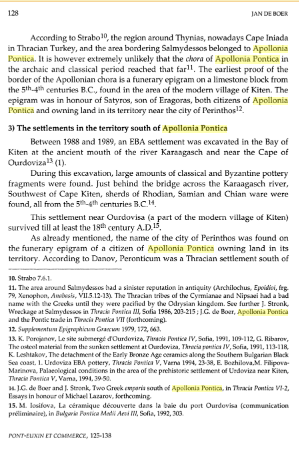 128
JAN DE BOER
According to Strabo10, the region around Thynias, nowadays Cape Iniada
in Thracian Turkey, and the area bordering Salmydessos belonged to Apollonia
Pontica. It is however extremely unlikely that the chora of Apollonia Pontica in
the archaic and classical period reached that far11. The earliest proof of the
border of the Apollonian chora is a funerary epigram on a limestone block from
the 5th-4th centuries B.C., found in the area of the modern village of Kiten. The
epigram was in honour of Satyros, son of Eragoras, both citizens of Apollonia
Pontica and owning land in its territory near the city of Perinthos12.
3) The settlements in the territory south of Apollonia Pontica
Between 1988 and 1989, an EBA settlement was excavated in the Bay of
Kiten at the ancient mouth of the river Karaagasch and near the Cape of
Ourdoviza13 (1).
During this excavation, large amounts of classical and Byzantine pottery
fragments were found. Just behind the bridge across the Karaagasch river,
Southwest of Cape Kiten, sherds of Rhodian, Samian and Chian ware were
found, all from the 5th-4th centuries B.C.14.
This settlement near Ourdovisa (a part of the modern village of Kiten)
survived till at least the 18th century A.D.15.
As already mentioned, the name of the city of Perinthos was found on
the funerary epigram of a citizen of Apollonia Pontica owning land in its
territory. According to Danov, Peronticum was a Thracian settlement south of
10. Strabo 7.6.1.
11. The area around Salmydessos had a sinister reputation in antiquity (Archilochus, Epoidoi, frg.
79, Xenophon, Anabasis, VII.5.12-13). The Thracian tribes of the Cyrmianae and Nipsaei had a bad
name with the Greeks until they were pacified by the Odrysian kingdom. See further J. Stronk,
Wreckage at Salmydessos in Thracia Pontica III, Sofia 1986, 203-215 ; J.G. de Boer, Apollonia Pontica
and the Pontic trade in Thracia Pontica VII (forthcoming).
12. Supplementum Epigraphicum Graecum 1979, 172, 663.
13. K. Porojanov, Le site submergé d'Ourdoviza, Thracia Pontica IV, Sofia, 1991, 109-112, G. Ribarov,
The osteol material from the sunken settlement at Ourdoviza, Thracia pontica IV, Sofia, 1991, 113-118,
K. Leshtakov, The detachment of the Early Bronze Age ceramics along the Southern Bulgarian Black
Sea coast. 1. Urdoviza EBA pottery, Thracia Pontica V, Varna 1994, 23-38, E. Bozhilova,M. Filipova-
Marinova, Palaeological conditions in the area of the prehistoric settlement of Urdoviza near Kiten,
Thracia Pontica V, Varna, 1994, 39-50.
14. J.G. de Boer and J. Stronk, Two Greek emporia south of Apollonia Pontica, in Thracia Pontica VI-2,
Essays in honour of Mikhail Lazarov, forthcoming.
15. M. Iosifova, La céramique découverte dans la baie du port Ourdovisa (communication
préliminaire), in Bulgaria Pontica Medii Aevi III, Sofia, 1992, 303.
PONT-EUXIN ET COMMERCE, 125-138